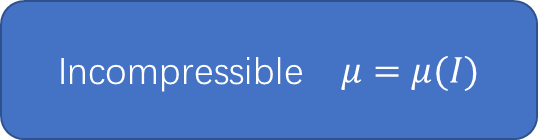 Incompressible μ = μ(I)